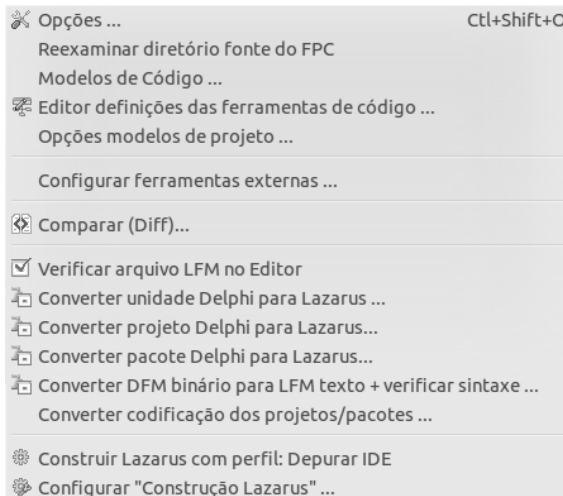 Opções ... Ctl+Shift+O
Reexaminar diretório fonte do FPC
Modelos de Código ...
Editor definições das ferramentas de código ...
Opções modelos de projeto ...
Configurar ferramentas externas ...
Comparar (Diff)...
Verificar arquivo LFM no Editor
Converter unidade Delphi para Lazarus ...
Converter projeto Delphi para Lazarus...
Converter pacote Delphi para Lazarus...
Converter DFM binário para LFM texto + verificar sintaxe ...
Converter codificação dos projetos/pacotes ...
Construir Lazarus com perfil: Depurar IDE
Configurar "Construção Lazarus" ...